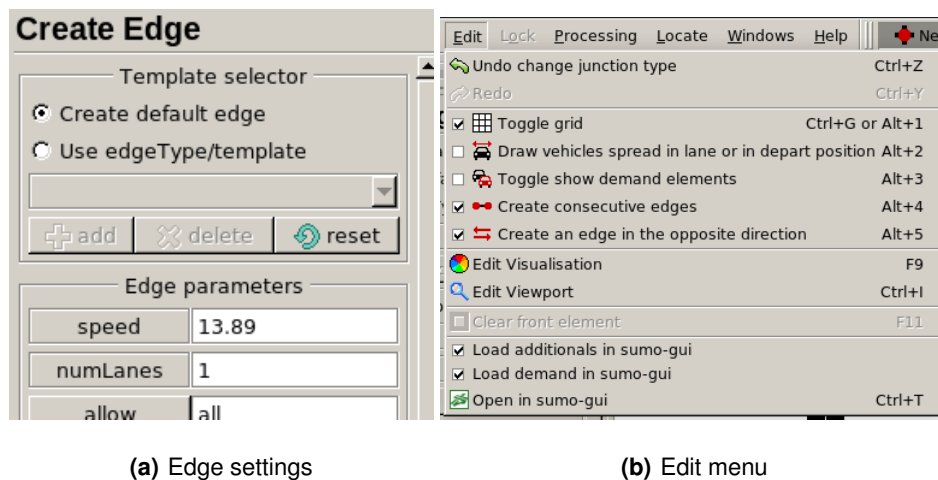 Create Edge
Template selector
Create default edge
Use edgeType/template
add delete reset
Edge parameters
speed 13.89
numLanes 1
allow all
Edit Lock Processing Locate Windows Help Ne
Undo change junction type Ctrl+Z
Redo Ctrl+Y
Toggle grid Ctrl+G or Alt+1
Draw vehicles spread in lane or in depart position Alt+2
Toggle show demand elements Alt+3
Create consecutive edges Alt+4
Create an edge in the opposite direction Alt+5
Edit Visualisation F9
Edit Viewport Ctrl+I
Clear front element F11
Load additionals in sumo-gui
Load demand in sumo-gui
Open in sumo-gui Ctrl+T
(a) Edge settings
(b) Edit menu